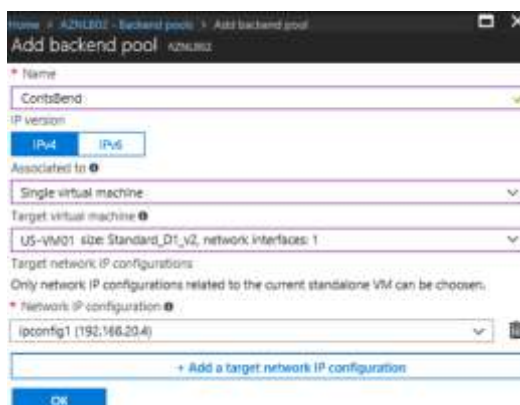 Home > AZNLB02 - Backend pools > Add backend pool
Add backend pool AZNLB02
* Name
ContsBend
IP version
IPv4 IPv6
Associated to
Single virtual machine
Target virtual machine
US-VM01 size: Standard_D1_v2, network interfaces: 1
Target network IP configurations
Only network IP configurations related to the current standalone VM can be choosen.
* Network IP configuration
ipconfig1 (192.168.20.4)
+ Add a target network IP configuration
OK